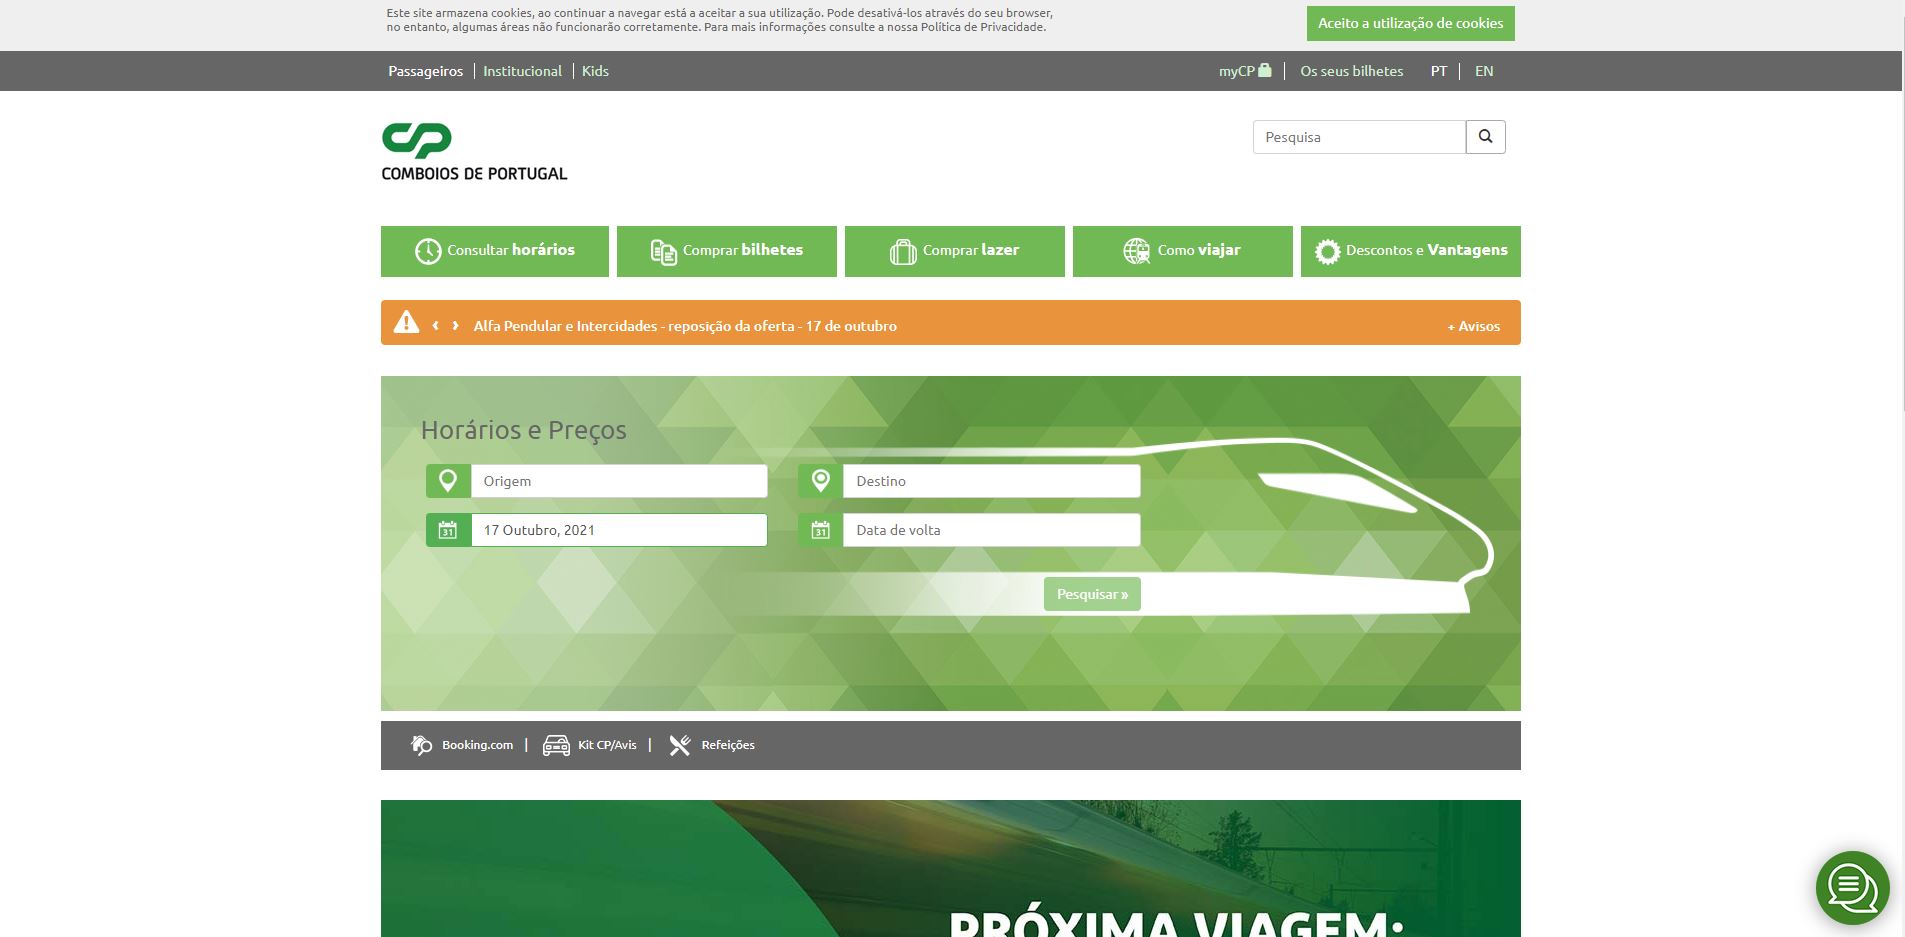 Este site armazena cookies, ao continuar a navegar está a aceitar a sua utilização. Pode desativá-los através do seu browser,
no entanto, algumas áreas não funcionarão corretamente. Para mais informações consulte a nossa Política de Privacidade.
Aceito a utilização de cookies
Passageiros | Institucional | Kids
myCP | Os seus bilhetes PT | EN
COMBOIOS DE PORTUGAL
Pesquisa
Consultar horários
Comprar bilhetes
Comprar lazer
Como viajar
Descontos e Vantagens
Alfa Pendular e Intercidades - reposição da oferta - 17 de outubro
+ Avisos
Horários e Preços
Origem
Destino
31 17 Outubro, 2021
31 Data de volta
Pesquisar »
Booking.com | Kit CP/Avis | Refeições
PRÓXIMA VIAGEM: